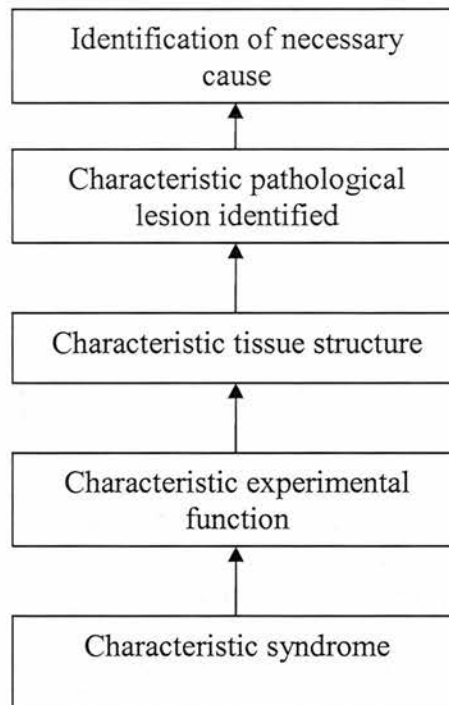 Identification of necessary
cause
Characteristic pathological
lesion identified
Characteristic tissue structure
Characteristic experimental
function
Characteristic syndrome